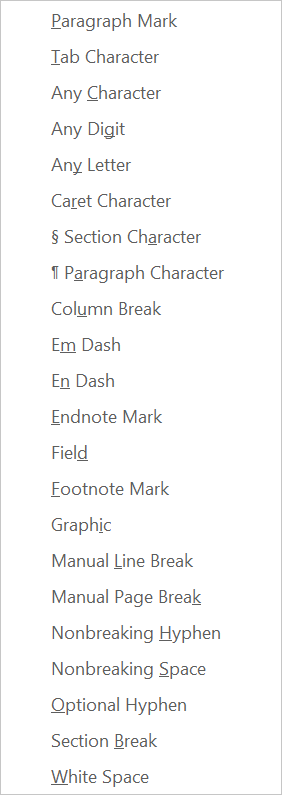 Paragraph Mark
Tab Character
Any Character
Any Digit
Any Letter
Caret Character
§ Section Character
¶ Paragraph Character
Column Break
Em Dash
En Dash
Endnote Mark
Field
Footnote Mark
Graphic
Manual Line Break
Manual Page Break
Nonbreaking Hyphen
Nonbreaking Space
Optional Hyphen
Section Break
White Space